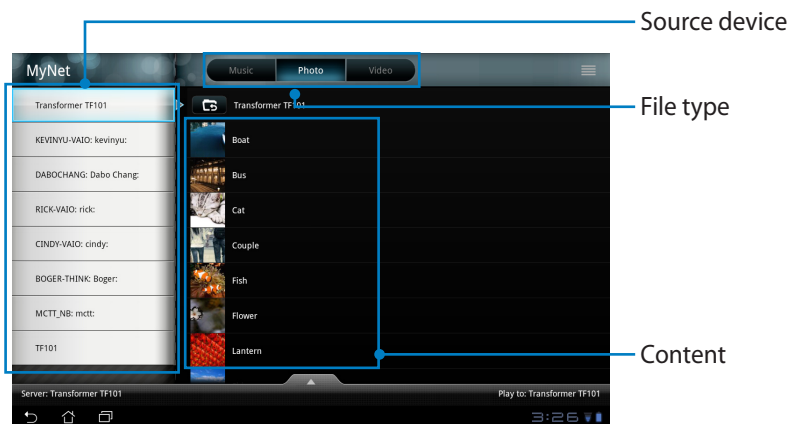 Source device
MyNet
Music Photo Video
Transformer TF101
Transformer TF101
File type
KEVINYU-VAIO: kevinyu:
Boat
DABOCHANG: Dabo Chang:
Bus
RICK-VAIO: rick:
Cat
CINDY-VAIO: cindy:
Couple
BOGER-THINK: Boger:
Fish
MCTT_NB: mctt:
Flower
TF101
Lantern
Content
Server: Transformer TF101
Play to: Transformer TF101
3:26